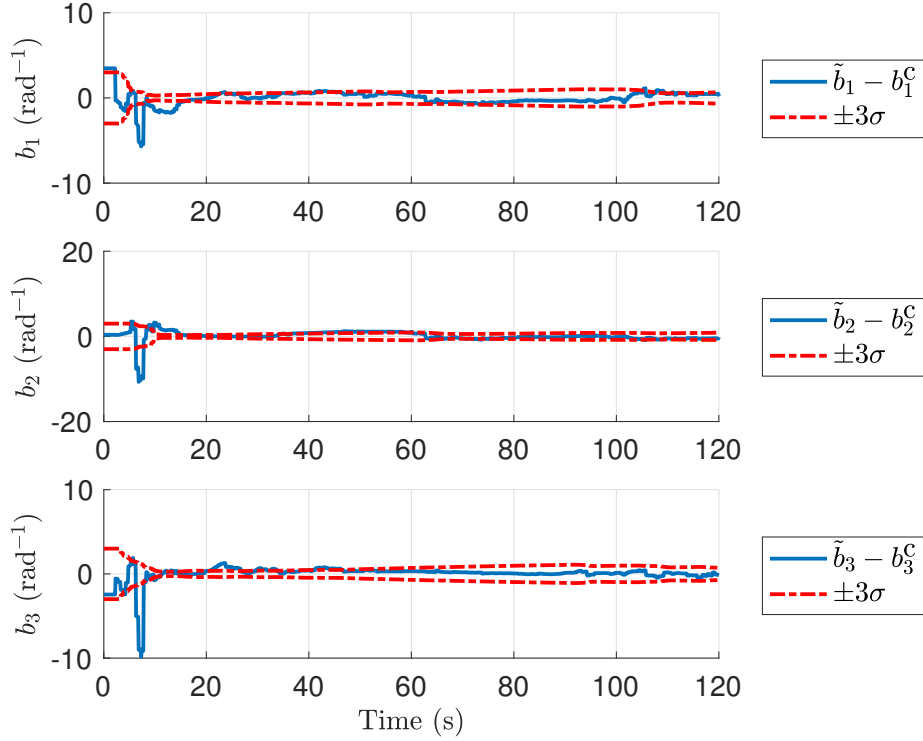 10
0
-10
b₁ (rad⁻¹)
0 20 40 60 80 100 120
b̃₁ − b₁ᶜ
±3σ
20
0
-20
b₂ (rad⁻¹)
0 20 40 60 80 100 120
b̃₂ − b₂ᶜ
±3σ
10
0
-10
b₃ (rad⁻¹)
0 20 40 60 80 100 120
Time (s)
b̃₃ − b₃ᶜ
±3σ